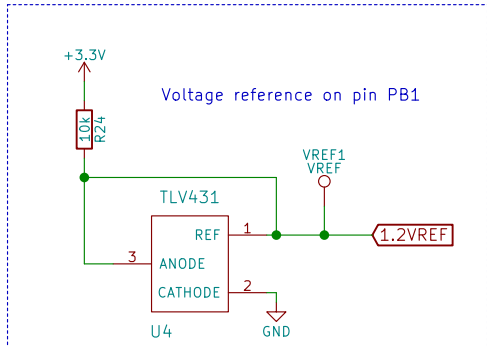 +3.3V
Voltage reference on pin PB1
10k
R24
VREF1
VREF
TLV431
REF
1
1.2VREF
3
ANODE
CATHODE
2
U4
GND